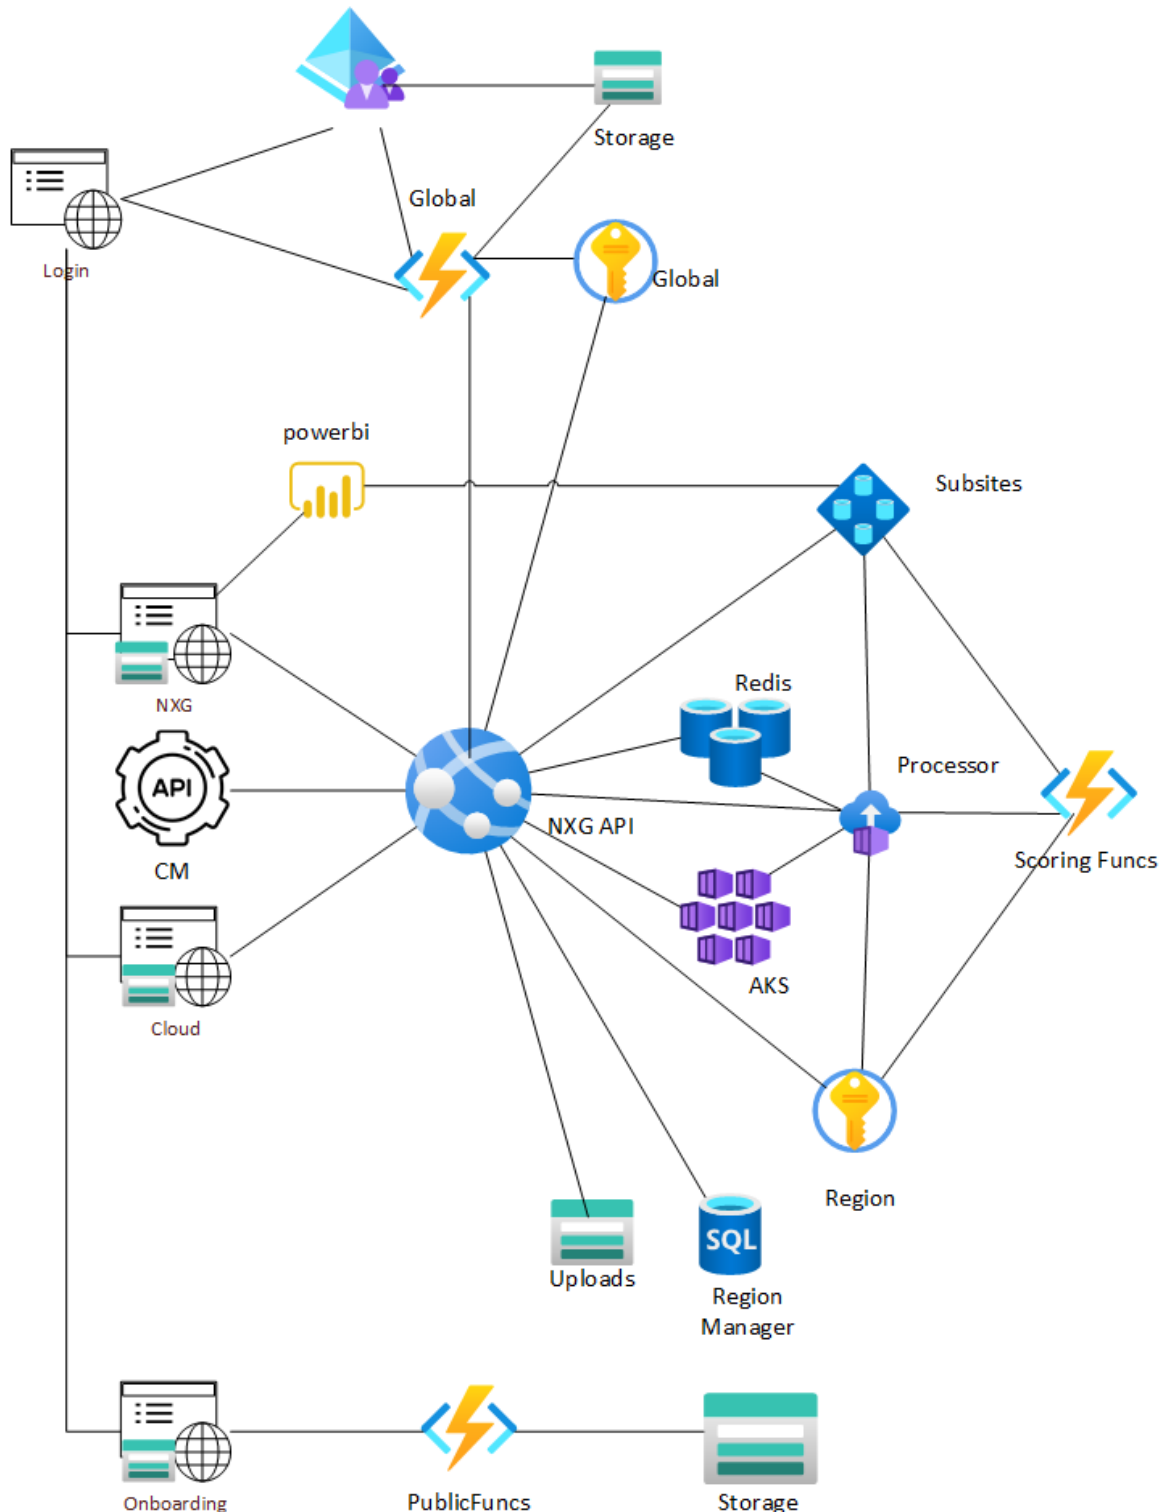 Storage
Global
Login
Global
powerbi
Subsites
Redis
NXG
Processor
API
NXG API
CM
Scoring Funcs
AKS
Cloud
Region
SQL
Uploads
Region
Manager
Onboarding
PublicFuncs
Storage